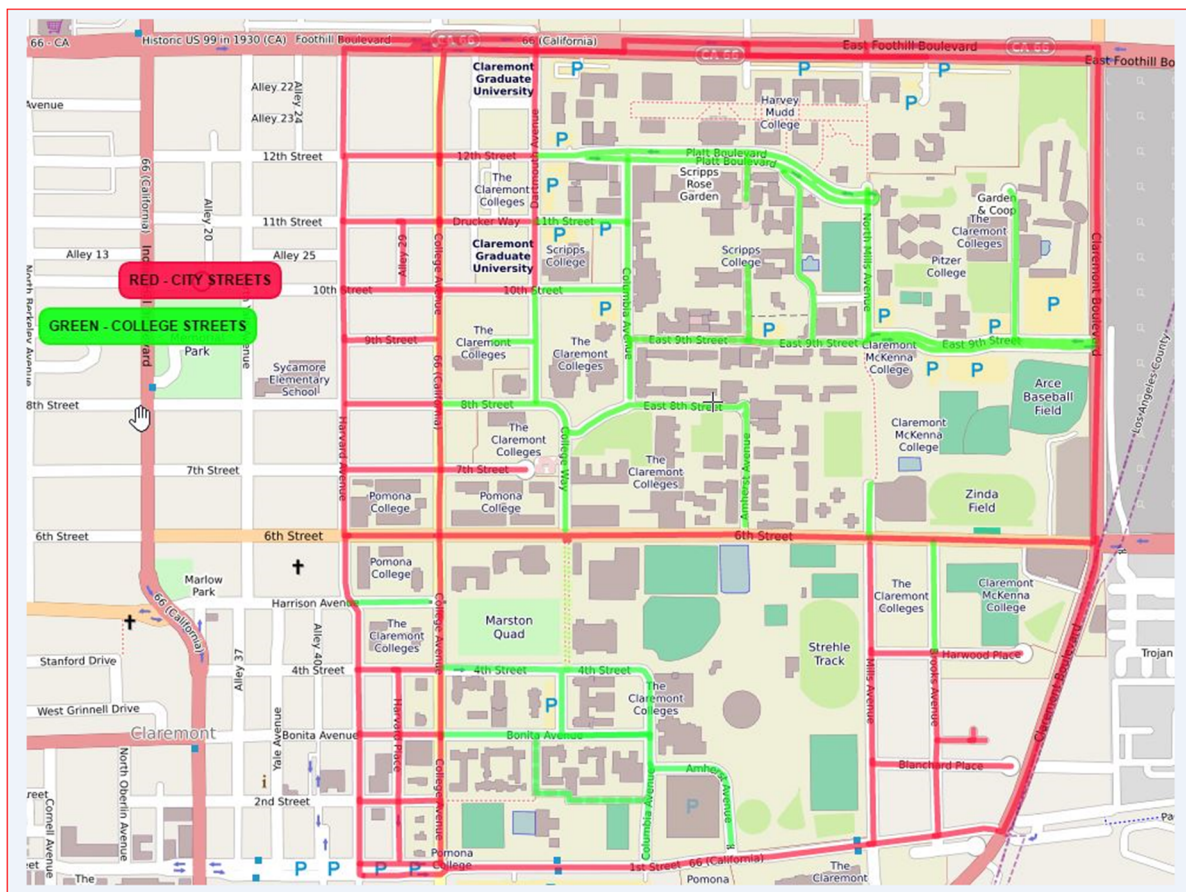 66 - CA
Historic US 99 in 1930 (CA)
Foothill Boulevard
CA 66
66 (California)
CA 66
East Foothill Boulevard
East Foothill Bo
Avenue
Alley 22
Alley 23
Alley 24
Claremont
Graduate
University
P
P
P
P
Harvey
Mudd
College
Dartmouth Avenue
P
12th Street
12th Street
Platt Boulevard
Platt Boulevard
66 (California)
The
Claremont
Colleges
P
P
Scripps
Rose
Garden
Garden
& Coop
The
Claremont
Colleges
Alley 20
11th Street
Drucker Way
11th Street
P
P
North Mills Avenue
Alley 13
Alley 25
Alley 29
College Avenue
Claremont
Graduate
University
Scripps
College
Scripps
College
Pitzer
College
Claremont Boulevard
RED - CITY STREETS
10th Street
10th Street
Columbia Avenue
P
P
P
GREEN - COLLEGE STREETS
North Berkeley Avenue
Park
9th Street
The
Claremont
Colleges
The
Claremont
Colleges
East 9th Street
East 9th Street
East 9th Street
Claremont
McKenna
College
P
P
Sycamore
Elementary
School
66 (California)
Arce
Baseball
Field
Los Angeles County
8th Street
8th Street
East 8th Street
Harvard Avenue
The
Claremont
Colleges
College Way
The
Claremont
Colleges
Amherst Avenue
Claremont
McKenna
College
7th Street
7th Street
Pomona
College
Pomona
College
Zinda
Field
6th Street
6th Street
6th Street
Pomona
College
Marlow
Park
66 (California)
Harrison Avenue
College Avenue
The
Claremont
Colleges
Marston
Quad
The
Claremont
Colleges
Claremont
McKenna
College
Alley 37
Stanford Drive
4th Street
4th Street
4th Street
The
Claremont
Colleges
Strehle
Track
Mills Avenue
Brooks Avenue
Harwood Place
Claremont Boulevard
Trojan
West Grinnell Drive
Claremont
Yale Avenue
Bonita Avenue
Harvard Place
P
Bonita Avenue
North Oberlin Avenue
College Avenue
Amherst Avenue
Blanchard Place
Cornell Avenue
2nd Street
Columbia Avenue
P
P
P
P
P
Pomona
College
1st Street
66 (California)
The
Pomona
The
Claremont